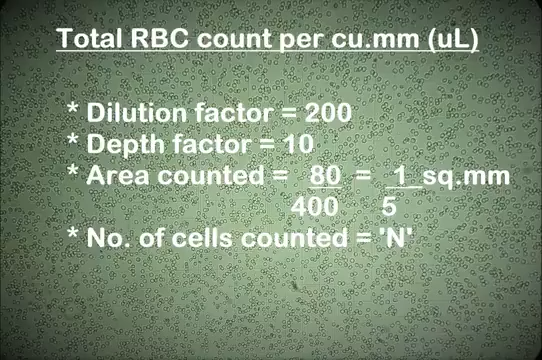 Total RBC count per cu.mm (uL)
* Dilution factor = 200
* Depth factor = 10
* Area counted = 80 = 1 sq.mm
400 5
* No. of cells counted = 'N'